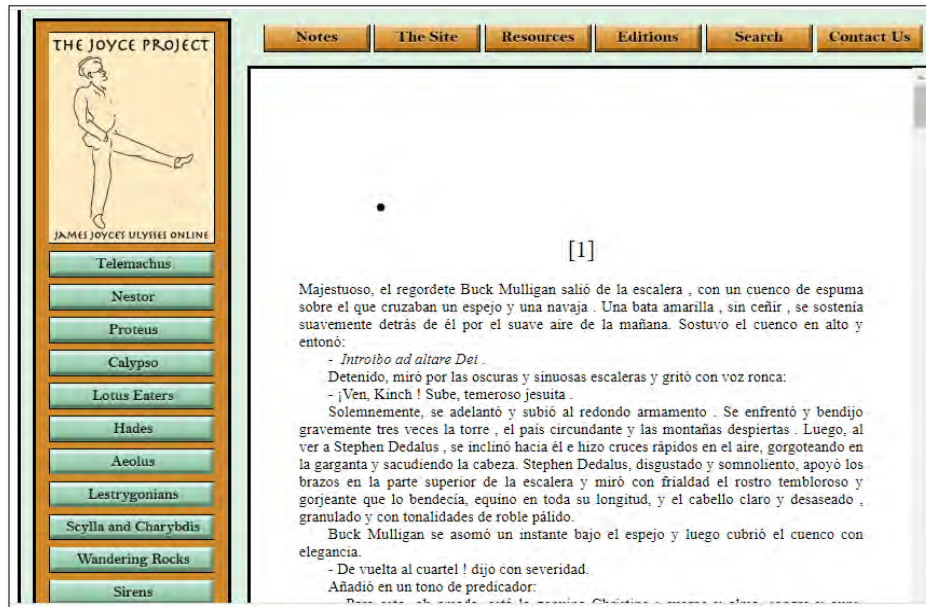 THE JOYCE PROJECT
JAMES JOYCE'S ULYSSES ONLINE
Telemachus
Nestor
Proteus
Calypso
Lotus Eaters
Hades
Aeolus
Lestrygonians
Scylla and Charybdis
Wandering Rocks
Sirens
Notes
The Site
Resources
Editions
Search
Contact Us
[1]
Majestuoso, el regordete Buck Mulligan salió de la escalera , con un cuenco de espuma
sobre el que cruzaban un espejo y una navaja . Una bata amarilla , sin ceñir , se sostenía
suavemente detrás de él por el suave aire de la mañana. Sostuvo el cuenco en alto y
entonó:
- Introibo ad altare Dei .
Detenido, miró por las oscuras y sinuosas escaleras y gritó con voz ronca:
- ¡Ven, Kinch ! Sube, temeroso jesuita .
Solemnemente, se adelantó y subió al redondo armamento . Se enfrentó y bendijo
gravemente tres veces la torre , el país circundante y las montañas despiertas . Luego, al
ver a Stephen Dedalus , se inclinó hacia él e hizo cruces rápidos en el aire, gorgoteando en
la garganta y sacudiendo la cabeza. Stephen Dedalus, disgustado y somnoliento, apoyó los
brazos en la parte superior de la escalera y miró con frialdad el rostro tembloroso y
gorjeante que lo bendecía, equino en toda su longitud, y el cabello claro y desaseado ,
granulado y con tonalidades de roble pálido.
Buck Mulligan se asomó un instante bajo el espejo y luego cubrió el cuenco con
elegancia.
- De vuelta al cuartel ! dijo con severidad.
Añadió en un tono de predicador: